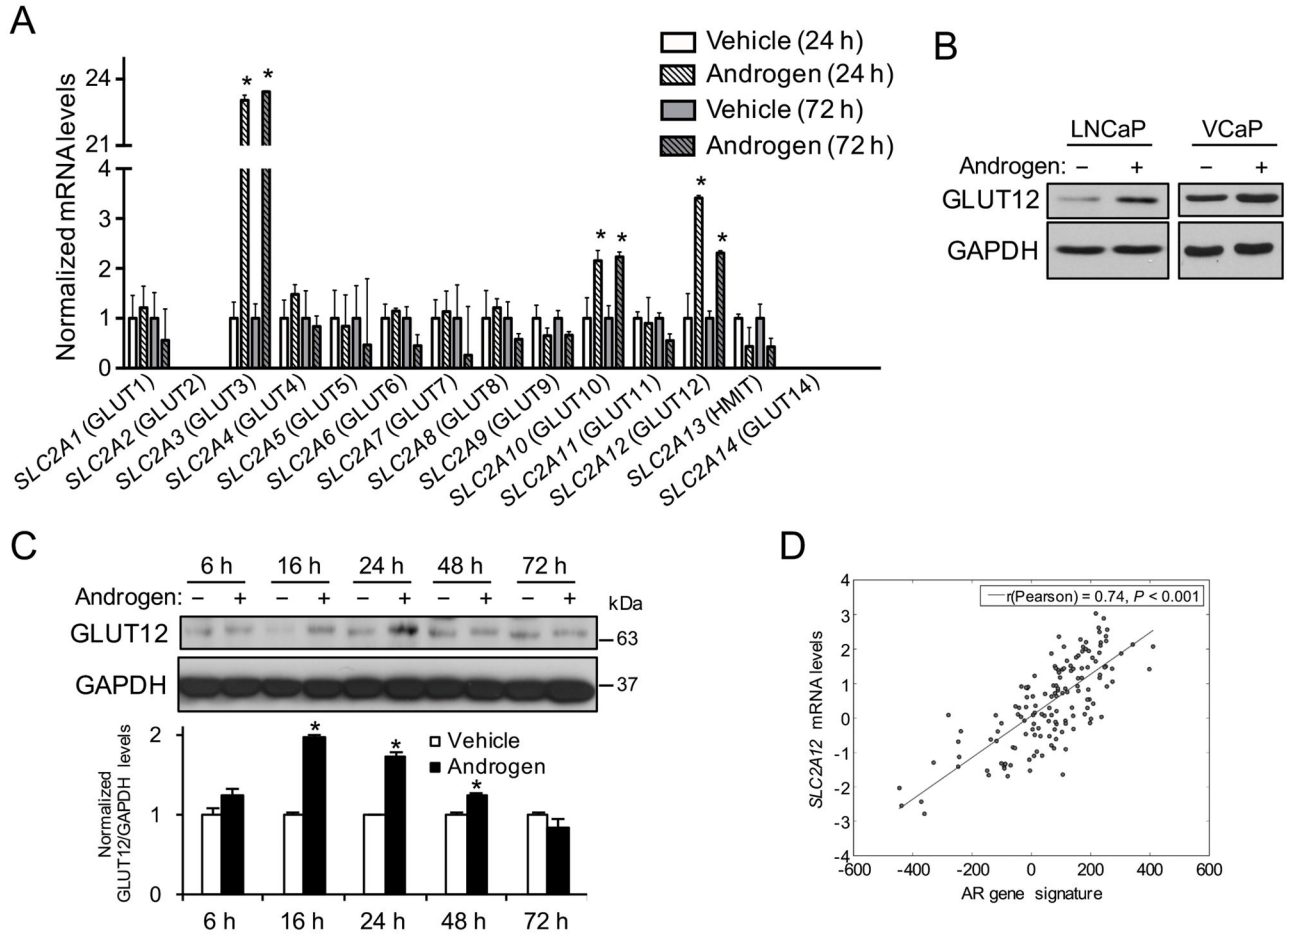 A
Normalized mRNA levels
24
21
4
3
2
1
0
* *
* *
* *
Vehicle (24 h)
Androgen (24 h)
Vehicle (72 h)
Androgen (72 h)
SLC2A1 (GLUT1)
SLC2A2 (GLUT2)
SLC2A3 (GLUT3)
SLC2A4 (GLUT4)
SLC2A5 (GLUT5)
SLC2A6 (GLUT6)
SLC2A7 (GLUT7)
SLC2A8 (GLUT8)
SLC2A9 (GLUT9)
SLC2A10 (GLUT10)
SLC2A11 (GLUT11)
SLC2A12 (GLUT12)
SLC2A13 (HMIT)
SLC2A14 (GLUT14)
B
LNCaP VCaP
Androgen: – + – +
GLUT12
GAPDH
C
6 h 16 h 24 h 48 h 72 h
Androgen: – + – + – + – + – +
kDa
GLUT12
63
GAPDH
37
Normalized
GLUT12/GAPDH levels
2
1
0
* * *
Vehicle
Androgen
6 h 16 h 24 h 48 h 72 h
D
r(Pearson) = 0.74, P < 0.001
SLC2A12 mRNA levels
4
3
2
1
0
-1
-2
-3
-4
-600 -400 -200 0 200 400 600
AR gene signature